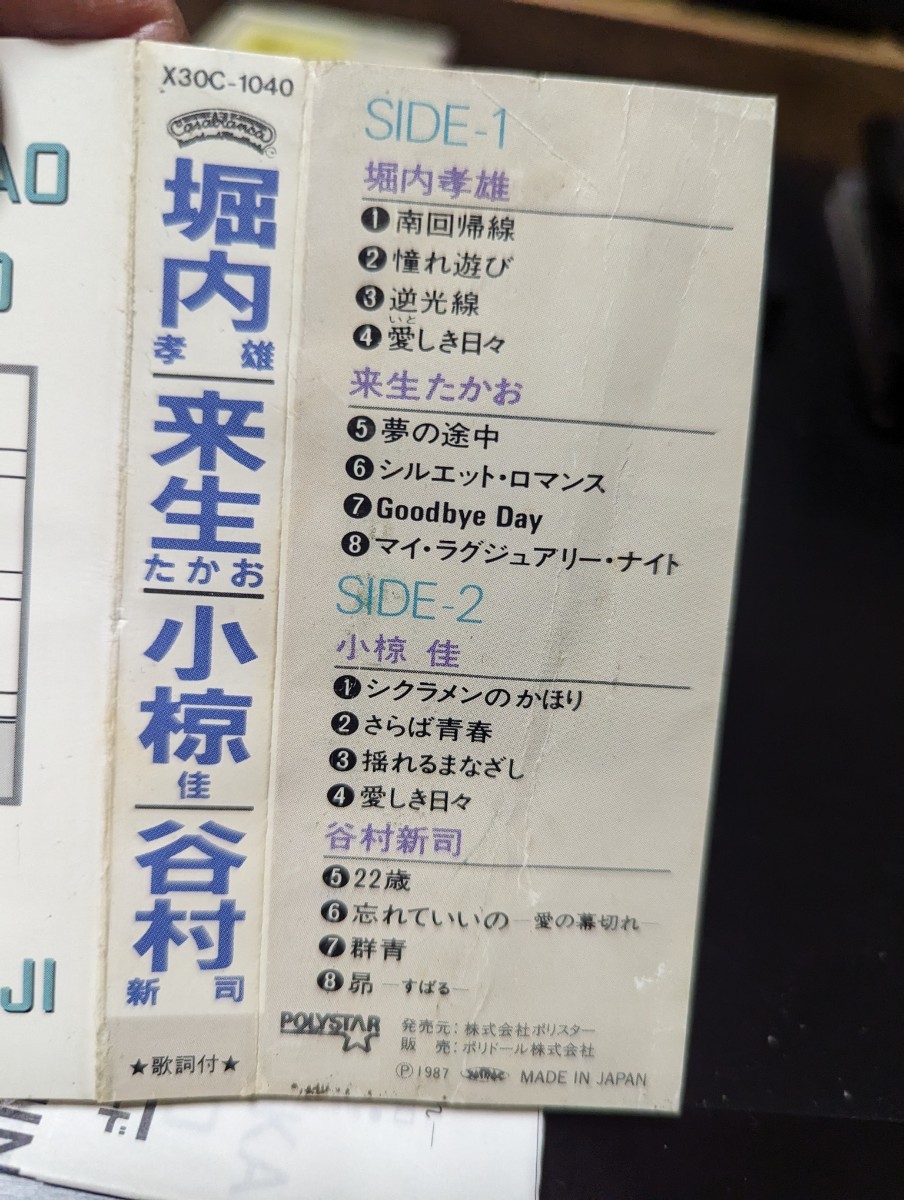 AO
O
JI
X30C-1040
Casablanca
堀内
孝雄
来生
たかお
小椋
佳
谷村
新司
★歌詞付★
SIDE-1
堀内孝雄
❶南回帰線
❷憧れ遊び
❸逆光線
いと
❹愛しき日々
来生たかお
❺夢の途中
❻シルエット・ロマンス
❼Goodbye Day
❽マイ・ラグジュアリー・ナイト
SIDE-2
小椋 佳
❶シクラメンのかほり
❷さらば青春
❸揺れるまなざし
❹愛しき日々
谷村新司
❺22歳
❻忘れていいの—愛の幕切れ—
❼群青
❽昴—すばる—
POLYSTAR
発売元：株式会社ポリスター
販 売：ポリドール株式会社
Ⓟ1987 MADE IN JAPAN
KA